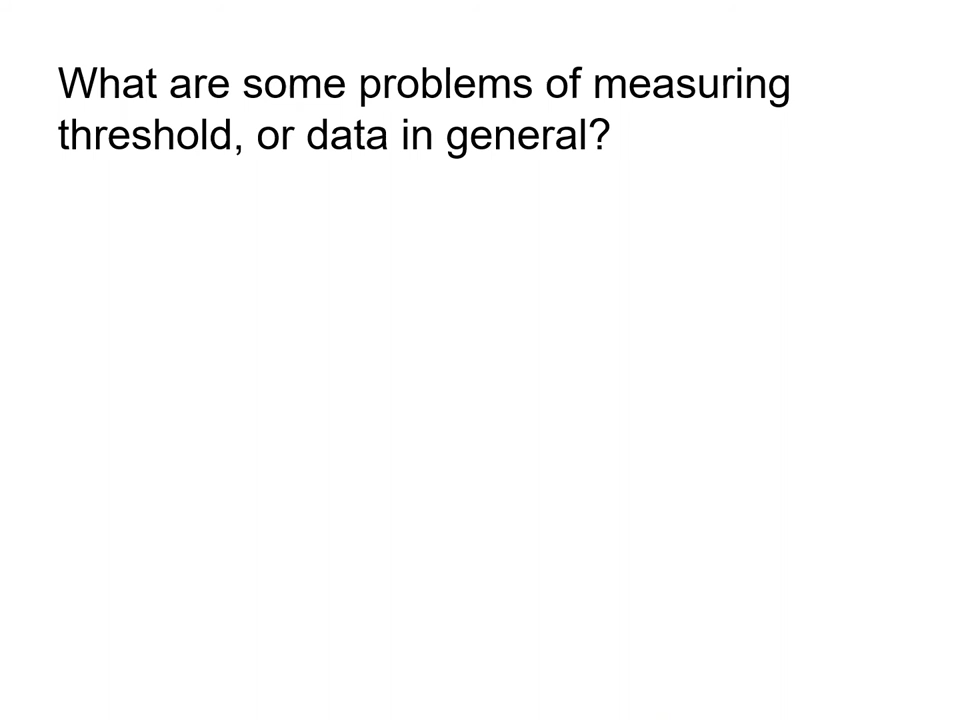 What are some problems of measuring
threshold, or data in general?